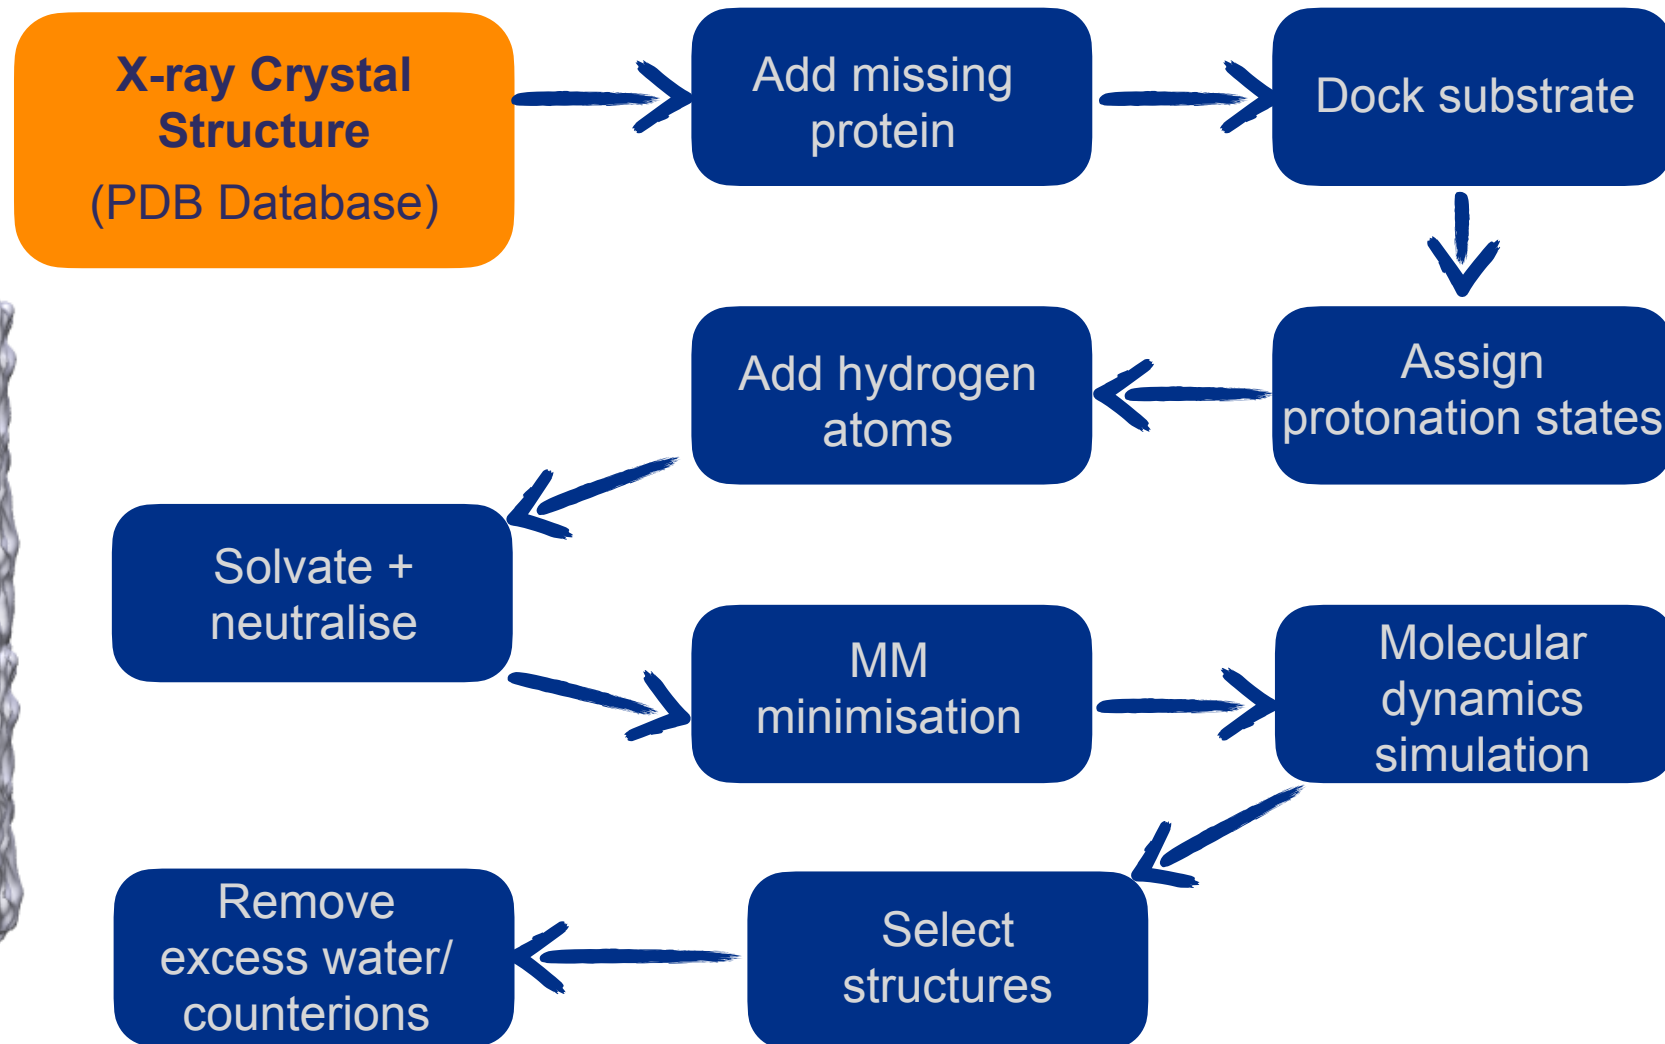 X-ray Crystal
Structure
(PDB Database)
Add missing
protein
Dock substrate
Assign
protonation states
Add hydrogen
atoms
Solvate +
neutralise
MM
minimisation
Molecular
dynamics
simulation
Select
structures
Remove
excess water/
counterions